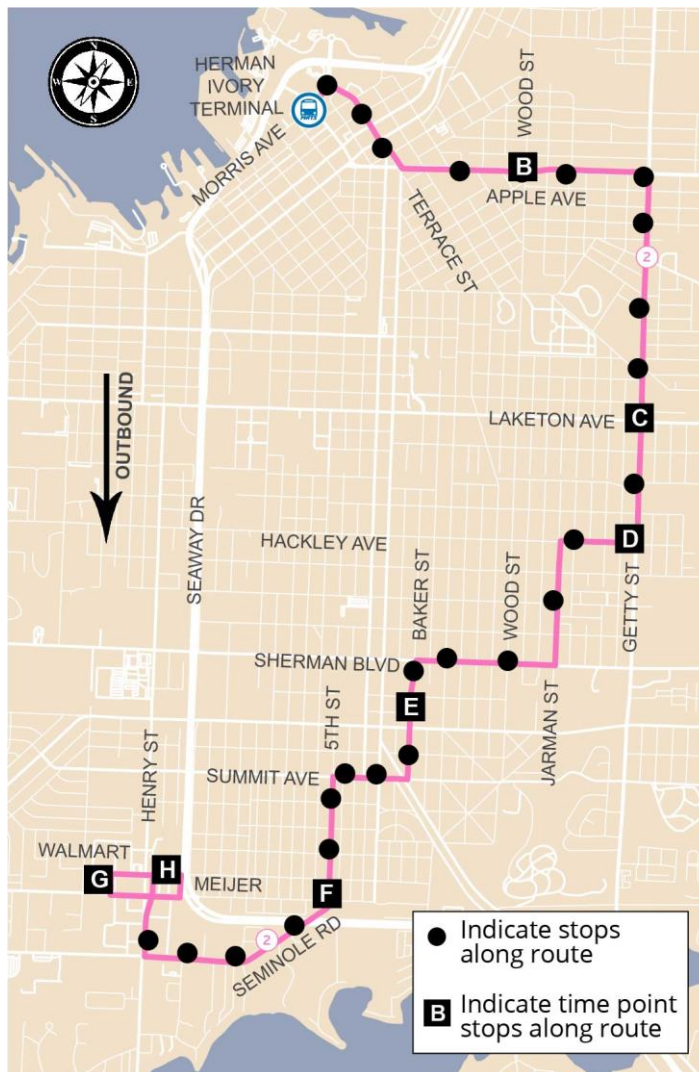 N
W
E
S
HERMAN
IVORY
TERMINAL
MORRIS AVE
WOOD ST
B
APPLE AVE
TERRACE ST
2
OUTBOUND
LAKETON AVE
C
SEAWAY DR
HACKLEY AVE
D
BAKER ST
WOOD ST
GETTY ST
SHERMAN BLVD
E
JARMAN ST
5TH ST
HENRY ST
SUMMIT AVE
WALMART
G
H
MEIJER
F
2
SEMINOLE RD
Indicate stops
along route
B
Indicate time point
stops along route